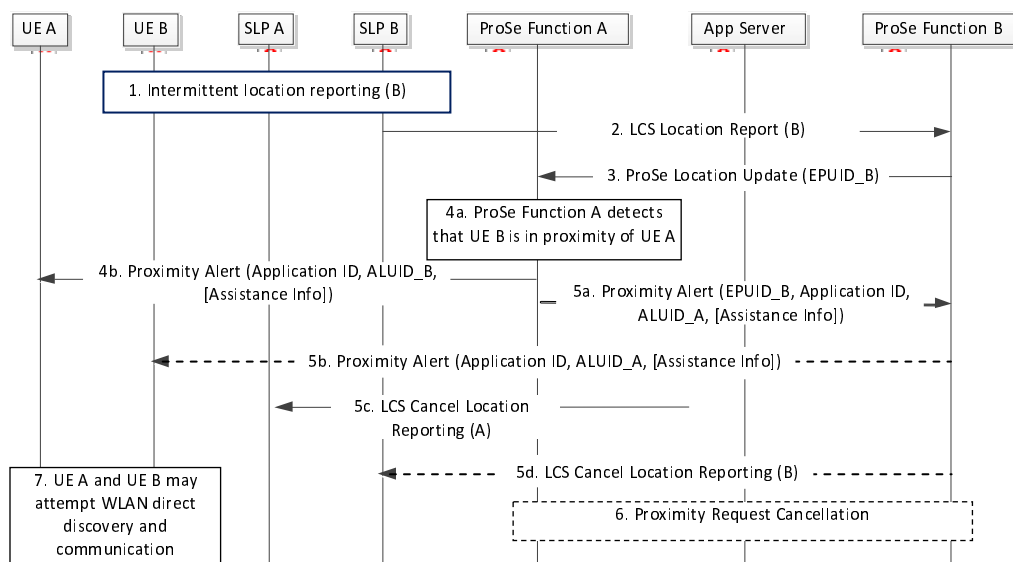 UE A
UE B
SLP A
SLP B
ProSe Function A
App Server
ProSe Function B
1. Intermittent location reporting (B)
2. LCS Location Report (B)
3. ProSe Location Update (EPUID_B)
4a. ProSe Function A detects
that UE B is in proximity of UE A
4b. Proximity Alert (Application ID, ALUID_B,
[Assistance Info])
5a. Proximity Alert (EPUID_B, Application ID,
ALUID_A, [Assistance Info])
5b. Proximity Alert (Application ID, ALUID_A, [Assistance Info])
5c. LCS Cancel Location
Reporting (A)
5d. LCS Cancel Location Reporting (B)
6. Proximity Request Cancellation
7. UE A and UE B may
attempt WLAN direct
discovery and
communication